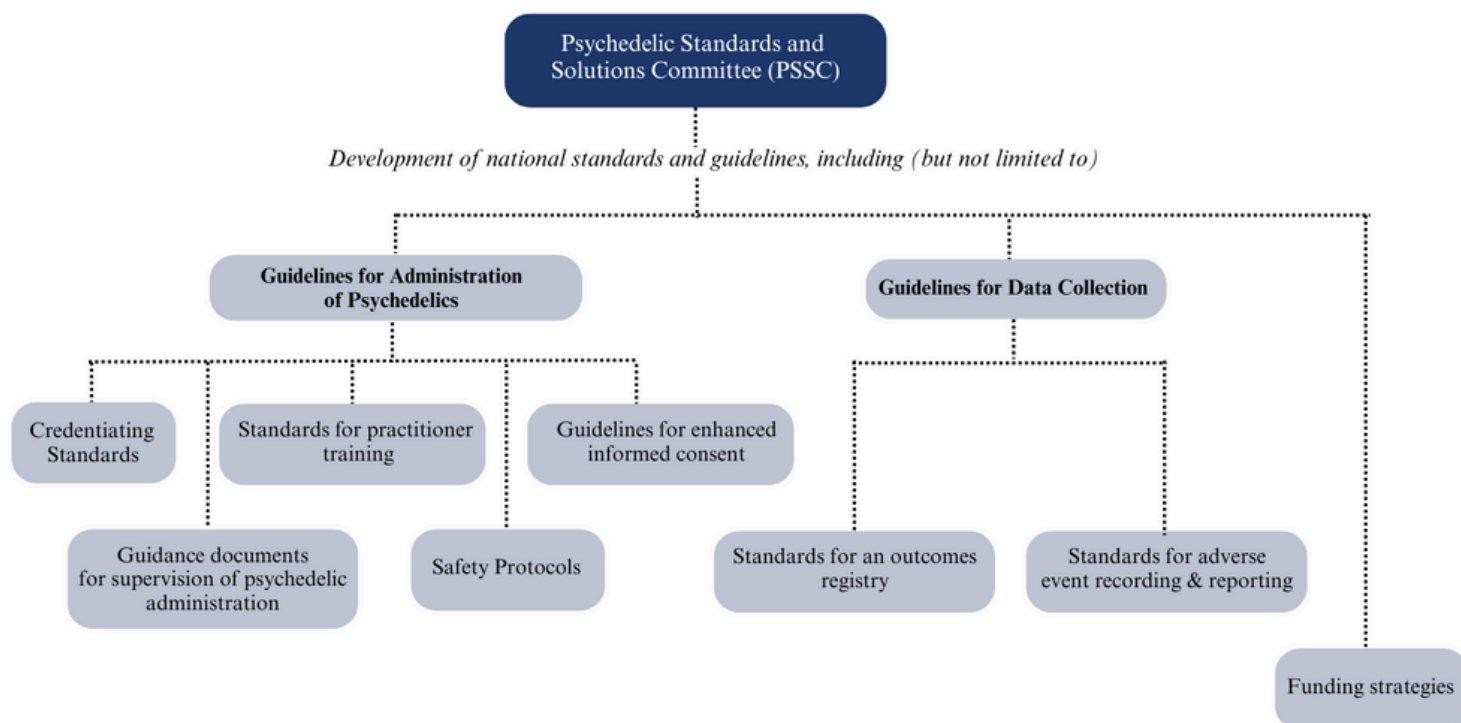 Psychedelic Standards and
Solutions Committee (PSSC)
Development of national standards and guidelines, including (but not limited to)
Guidelines for Administration
of Psychedelics
Guidelines for Data Collection
Credentiating
Standards
Standards for practitioner
training
Guidelines for enhanced
informed consent
Guidance documents
for supervision of psychedelic
administration
Safety Protocols
Standards for an outcomes
registry
Standards for adverse
event recording & reporting
Funding strategies